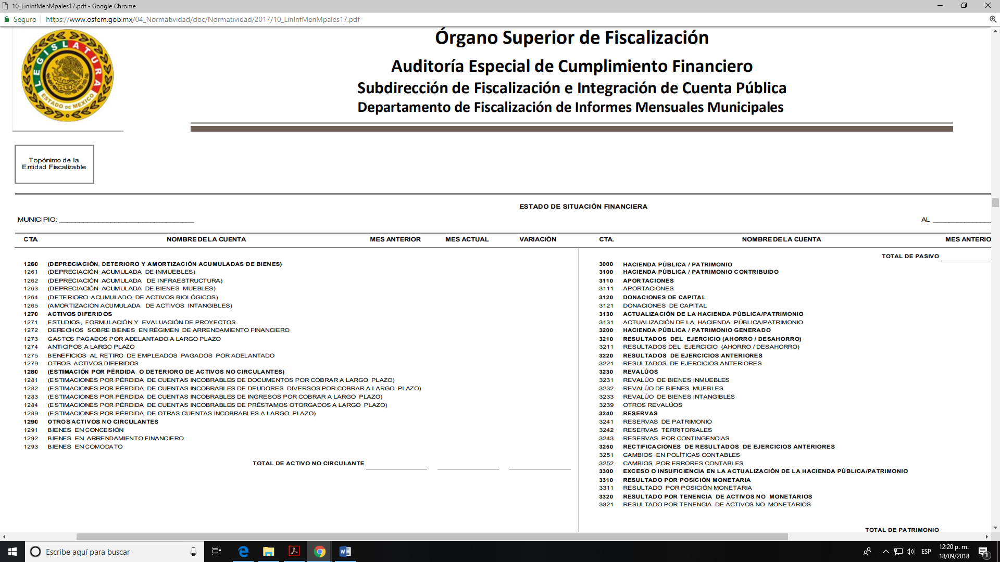 10_LinInfMenMpales17.pdf - Google Chrome
Seguro https://www.osfem.gob.mx/04_Normatividad/doc/Normatividad/2017/10_LinInfMenMpales17.pdf
LEGISLATURA
ESTADO DE MEXICO
Órgano Superior de Fiscalización
Auditoría Especial de Cumplimiento Financiero
Subdirección de Fiscalización e Integración de Cuenta Pública
Departamento de Fiscalización de Informes Mensuales Municipales
Topónimo de la
Entidad Fiscalizable
ESTADO DE SITUACIÓN FINANCIERA
MUNICIPIO: AL
CTA. NOMBRE DE LA CUENTA MES ANTERIOR MES ACTUAL VARIACIÓN CTA. NOMBRE DE LA CUENTA MES ANTERIO
1260 (DEPRECIACIÓN, DETERIORO Y AMORTIZACIÓN ACUMULADAS DE BIENES)
1261 (DEPRECIACIÓN ACUMULADA DE INMUEBLES)
1262 (DEPRECIACIÓN ACUMULADA DE INFRAESTRUCTURA)
1263 (DEPRECIACIÓN ACUMULADA DE BIENES MUEBLES)
1264 (DETERIORO ACUMULADO DE ACTIVOS BIOLÓGICOS)
1265 (AMORTIZACIÓN ACUMULADA DE ACTIVOS INTANGIBLES)
1270 ACTIVOS DIFERIDOS
1271 ESTUDIOS, FORMULACIÓN Y EVALUACIÓN DE PROYECTOS
1272 DERECHOS SOBRE BIENES EN RÉGIMEN DE ARRENDAMIENTO FINANCIERO
1273 GASTOS PAGADOS POR ADELANTADO A LARGO PLAZO
1274 ANTICIPOS A LARGO PLAZO
1275 BENEFICIOS AL RETIRO DE EMPLEADOS PAGADOS POR ADELANTADO
1279 OTROS ACTIVOS DIFERIDOS
1280 (ESTIMACIÓN POR PÉRDIDA O DETERIORO DE ACTIVOS NO CIRCULANTES)
1281 (ESTIMACIONES POR PÉRDIDA DE CUENTAS INCOBRABLES DE DOCUMENTOS POR COBRAR A LARGO PLAZO)
1282 (ESTIMACIONES POR PÉRDIDA DE CUENTAS INCOBRABLES DE DEUDORES DIVERSOS POR COBRAR A LARGO PLAZO)
1283 (ESTIMACIONES POR PÉRDIDA DE CUENTAS INCOBRABLES DE INGRESOS POR COBRAR A LARGO PLAZO)
1284 (ESTIMACIONES POR PÉRDIDA DE CUENTAS INCOBRABLES DE PRÉSTAMOS OTORGADOS A LARGO PLAZO)
1289 (ESTIMACIONES POR PÉRDIDA DE OTRAS CUENTAS INCOBRABLES A LARGO PLAZO)
1290 OTROS ACTIVOS NO CIRCULANTES
1291 BIENES EN CONCESIÓN
1292 BIENES EN ARRENDAMIENTO FINANCIERO
1293 BIENES EN COMODATO
TOTAL DE ACTIVO NO CIRCULANTE
TOTAL DE PASIVO
3000 HACIENDA PÚBLICA / PATRIMONIO
3100 HACIENDA PÚBLICA / PATRIMONIO CONTRIBUIDO
3110 APORTACIONES
3111 APORTACIONES
3120 DONACIONES DE CAPITAL
3121 DONACIONES DE CAPITAL
3130 ACTUALIZACIÓN DE LA HACIENDA PÚBLICA/PATRIMONIO
3131 ACTUALIZACIÓN DE LA HACIENDA PÚBLICA/PATRIMONIO
3200 HACIENDA PÚBLICA / PATRIMONIO GENERADO
3210 RESULTADOS DEL EJERCICIO (AHORRO / DESAHORRO)
3211 RESULTADOS DEL EJERCICIO (AHORRO / DESAHORRO)
3220 RESULTADOS DE EJERCICIOS ANTERIORES
3221 RESULTADOS DE EJERCICIOS ANTERIORES
3230 REVALÚOS
3231 REVALÚO DE BIENES INMUEBLES
3232 REVALÚO DE BIENES MUEBLES
3233 REVALÚO DE BIENES INTANGIBLES
3239 OTROS REVALÚOS
3240 RESERVAS
3241 RESERVAS DE PATRIMONIO
3242 RESERVAS TERRITORIALES
3243 RESERVAS POR CONTINGENCIAS
3250 RECTIFICACIONES DE RESULTADOS DE EJERCICIOS ANTERIORES
3251 CAMBIOS EN POLÍTICAS CONTABLES
3252 CAMBIOS POR ERRORES CONTABLES
3300 EXCESO O INSUFICIENCIA EN LA ACTUALIZACIÓN DE LA HACIENDA PÚBLICA/PATRIMONIO
3310 RESULTADO POR POSICIÓN MONETARIA
3311 RESULTADO POR POSICIÓN MONETARIA
3320 RESULTADO POR TENENCIA DE ACTIVOS NO MONETARIOS
3321 RESULTADO POR TENENCIA DE ACTIVOS NO MONETARIOS
TOTAL DE PATRIMONIO
Escribe aquí para buscar
ESP
12:20 p. m.
18/09/2018
1